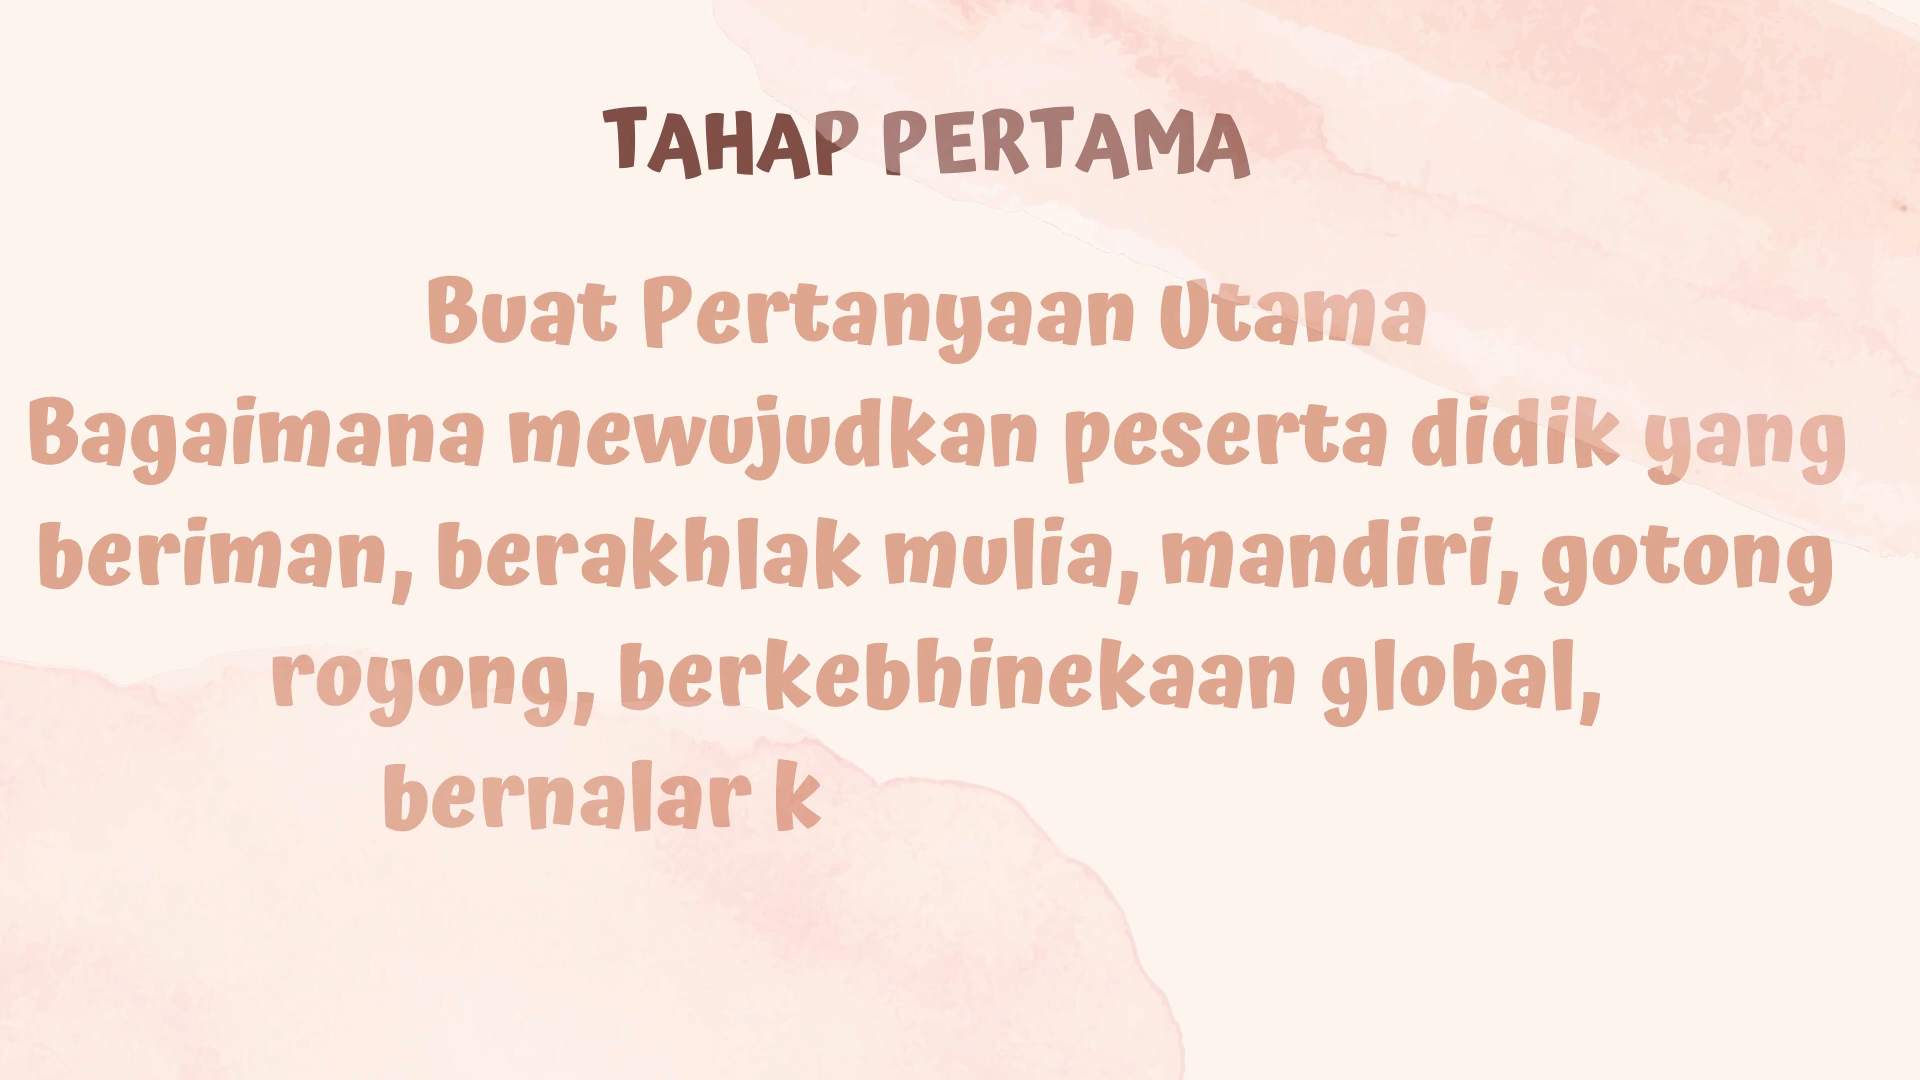 TAHAP PERTAMA
Buat Pertanyaan Utama
Bagaimana mewujudkan peserta didik yang
beriman, berakhlak mulia, mandiri, gotong
royong, berkebhinekaan global,
bernalar k